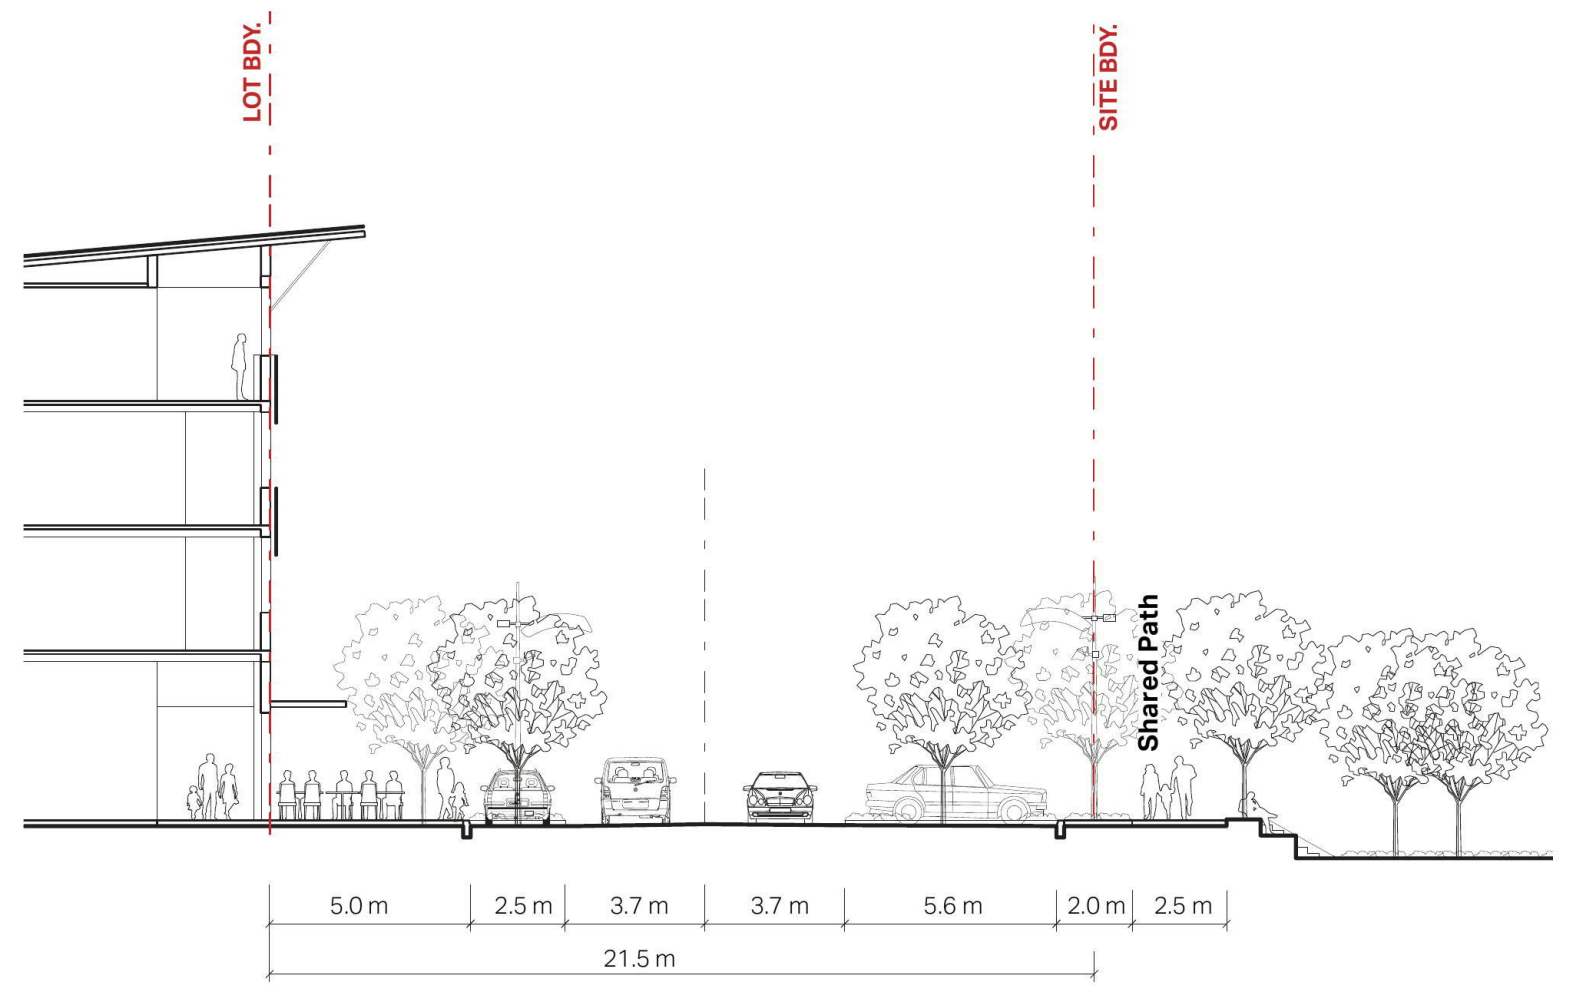 LOT BDY.
SITE BDY.
Shared Path
5.0 m
2.5 m
3.7 m
3.7 m
5.6 m
2.0 m
2.5 m
21.5 m